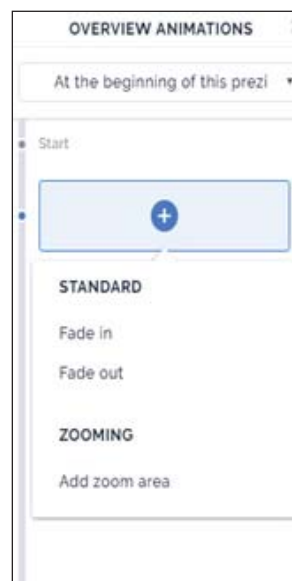 OVERVIEW ANIMATIONS
At the beginning of this prezi
Start
STANDARD
Fade in
Fade out
ZOOMING
Add zoom area